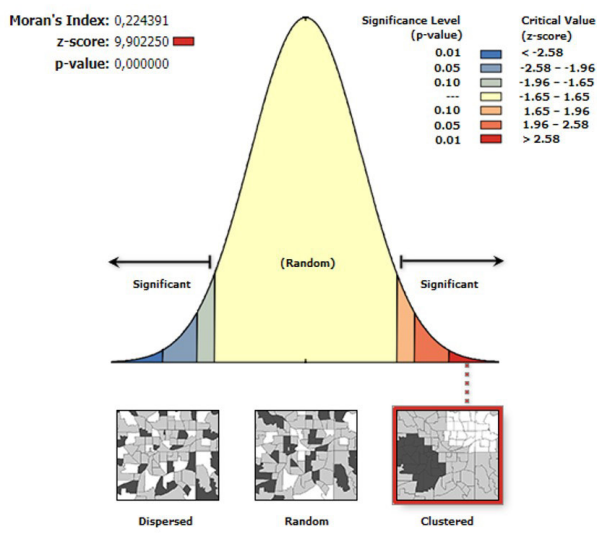 Moran's Index: 0,224391
z-score: 9,902250
p-value: 0,000000
Significance Level
(p-value)
Critical Value
(z-score)
0.01 < -2.58
0.05 -2.58 – -1.96
0.10 -1.96 – -1.65
--- -1.65 – 1.65
0.10 1.65 – 1.96
0.05 1.96 – 2.58
0.01 > 2.58
Significant
(Random)
Significant
Dispersed
Random
Clustered